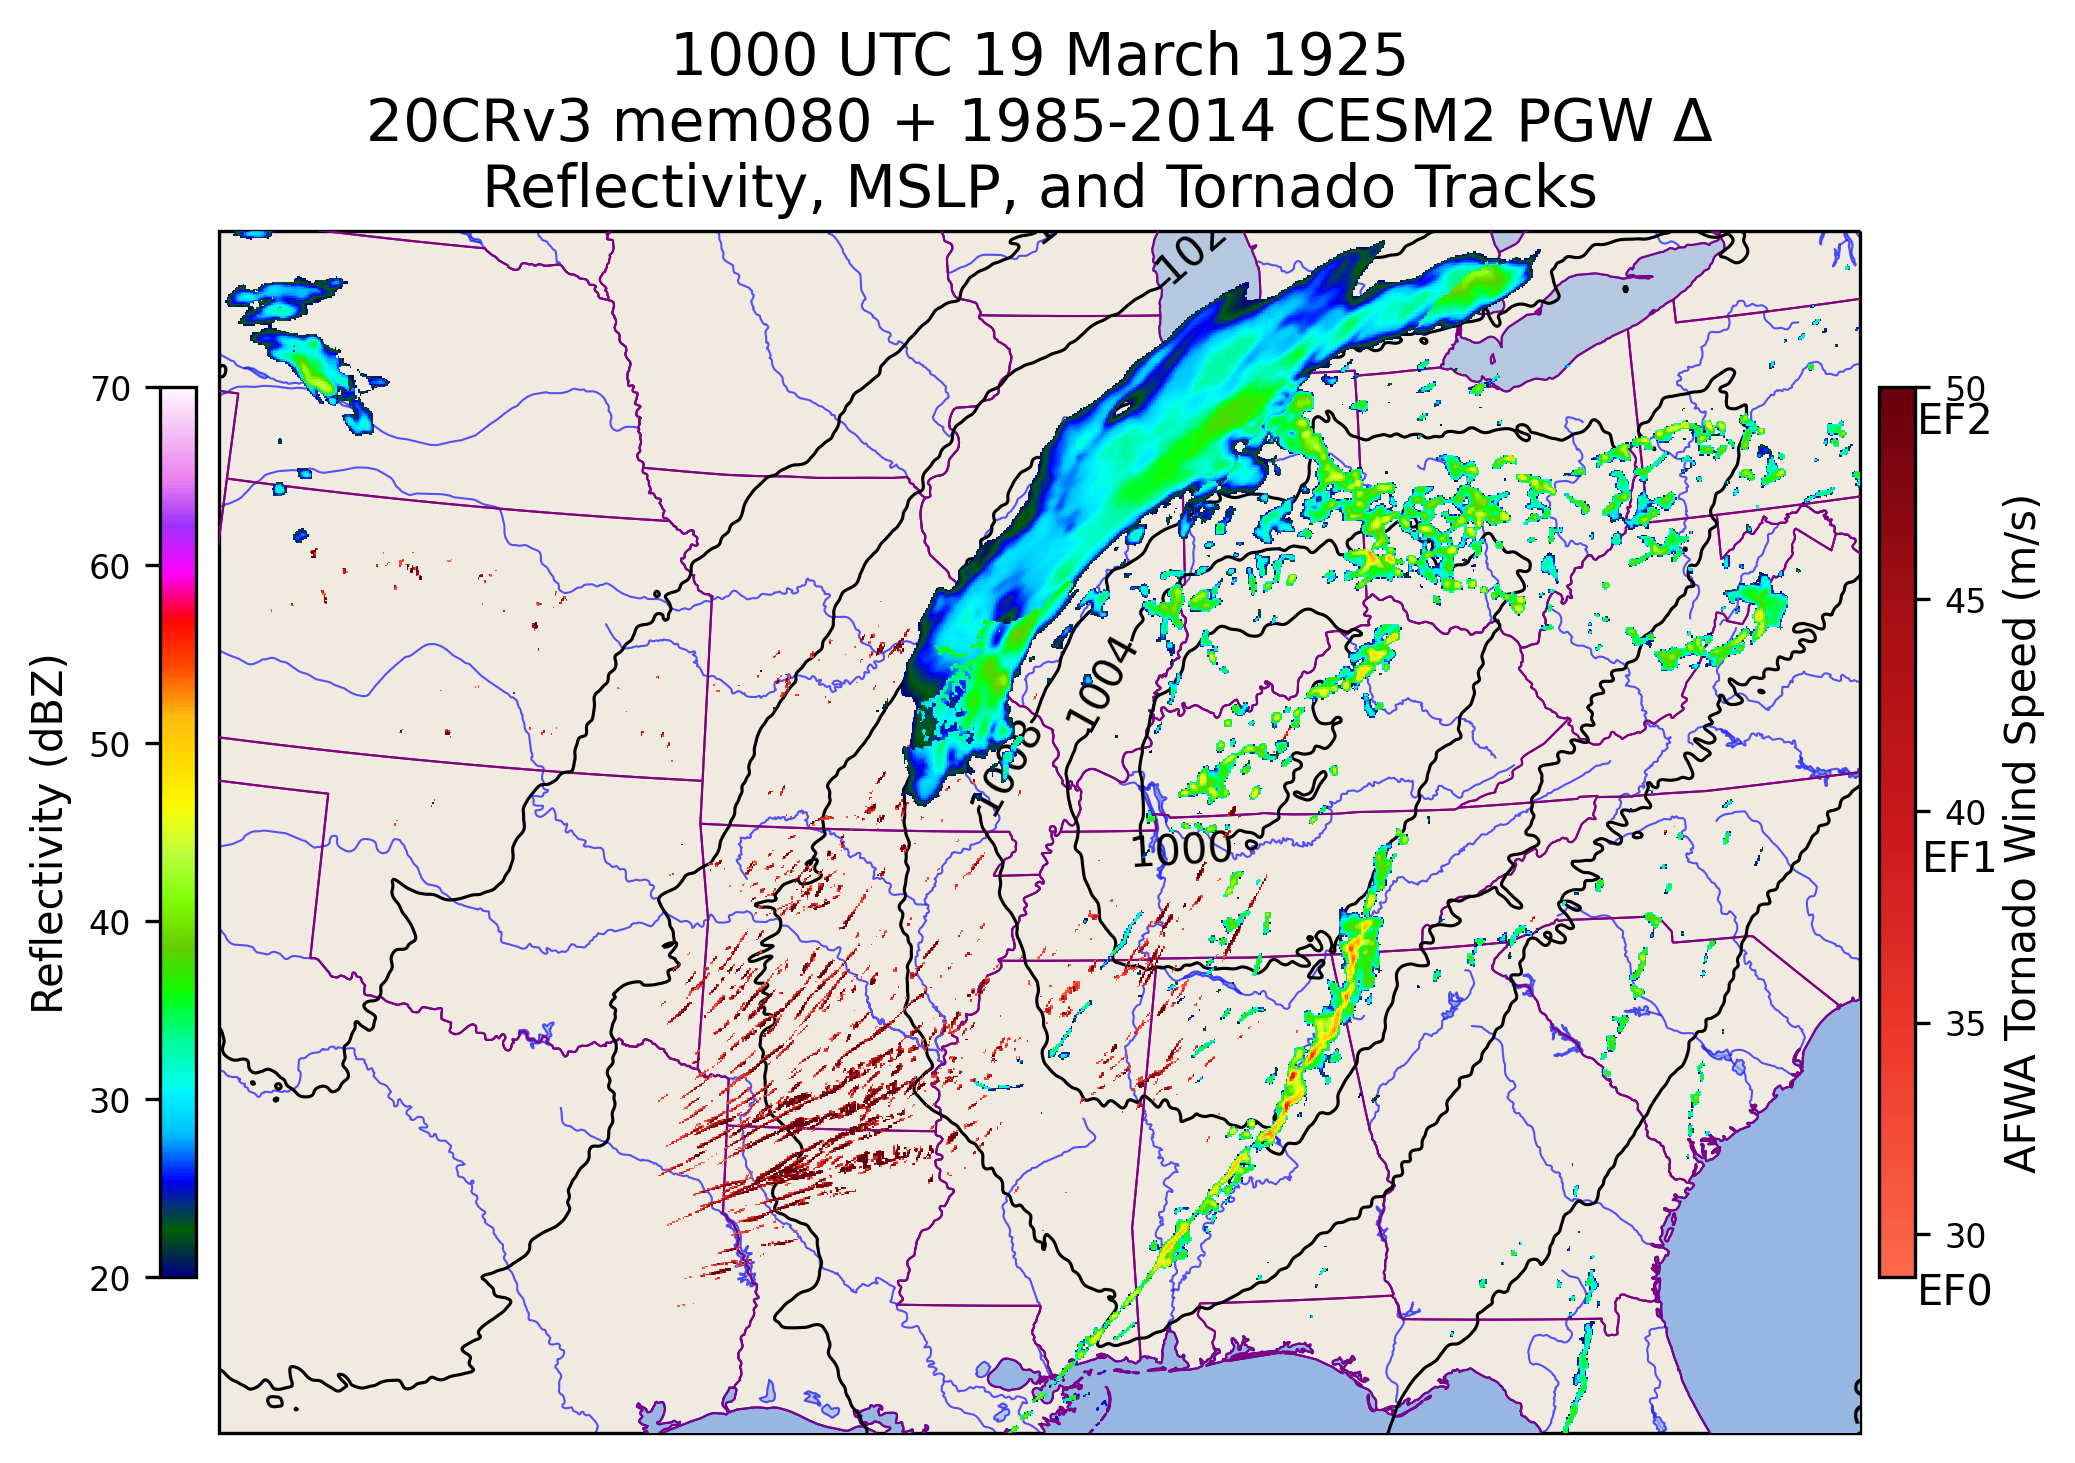 1000 UTC 19 March 1925
20CRv3 mem080 + 1985-2014 CESM2 PGW Δ
Reflectivity, MSLP, and Tornado Tracks
Reflectivity (dBZ)
70
60
50
40
30
20
1004
1008
1000
50
EF2
45
40
EF1
35
30
EF0
AFWA Tornado Wind Speed (m/s)